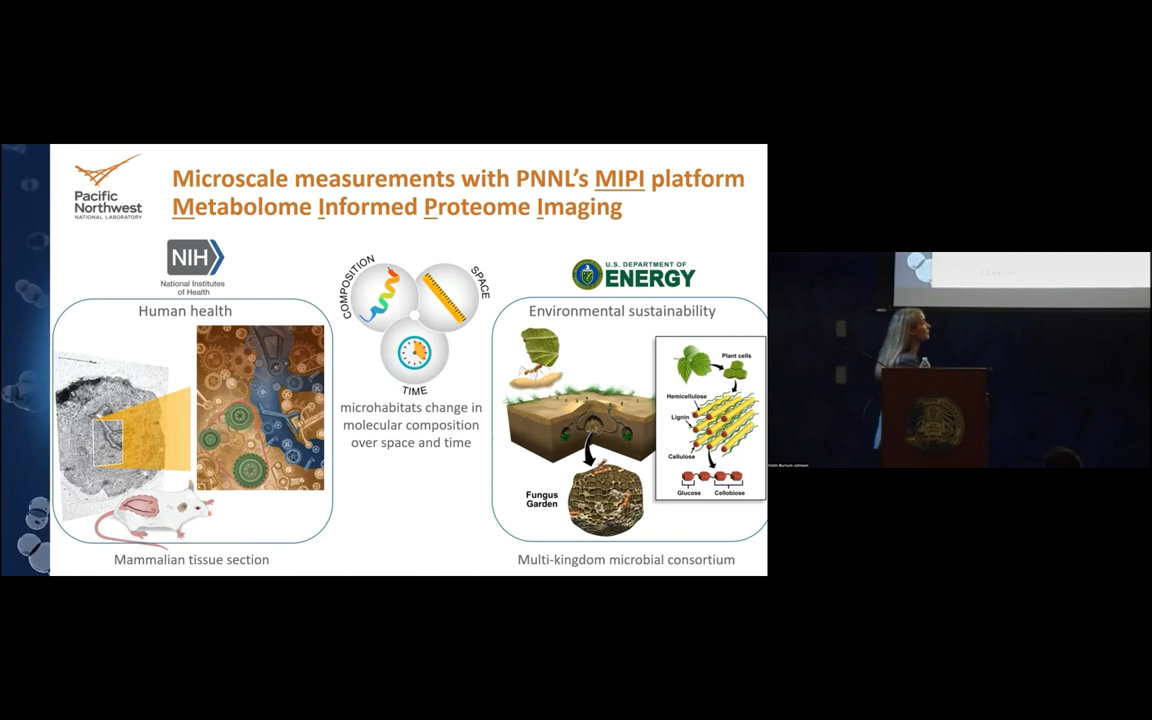 Pacific
Northwest
NATIONAL LABORATORY
Microscale measurements with PNNL's MIPI platform
Metabolome Informed Proteome Imaging
NIH
National Institutes
of Health
Human health
Mammalian tissue section
COMPOSITION
SPACE
TIME
microhabitats change in
molecular composition
over space and time
U.S. DEPARTMENT OF
ENERGY
Environmental sustainability
Plant cells
Hemicellulose
Lignin
Cellulose
Glucose
Cellobiose
Fungus
Garden
Multi-kingdom microbial consortium